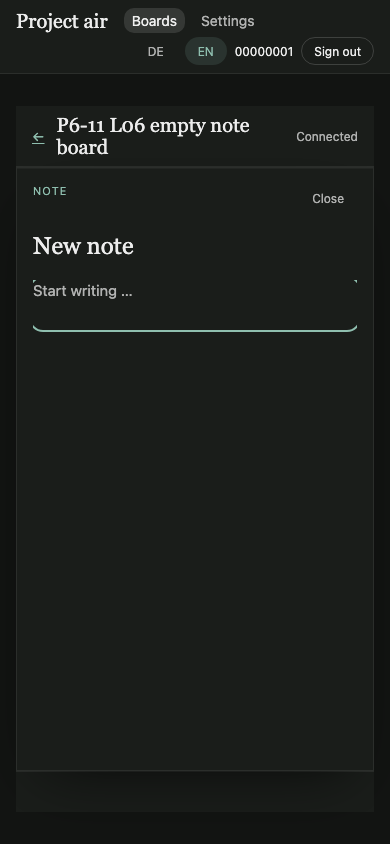 Project air Boards Settings
DE EN 00000001 Sign out
← P6-11 L06 empty note board Connected
NOTE
Close
New note
Start writing ...